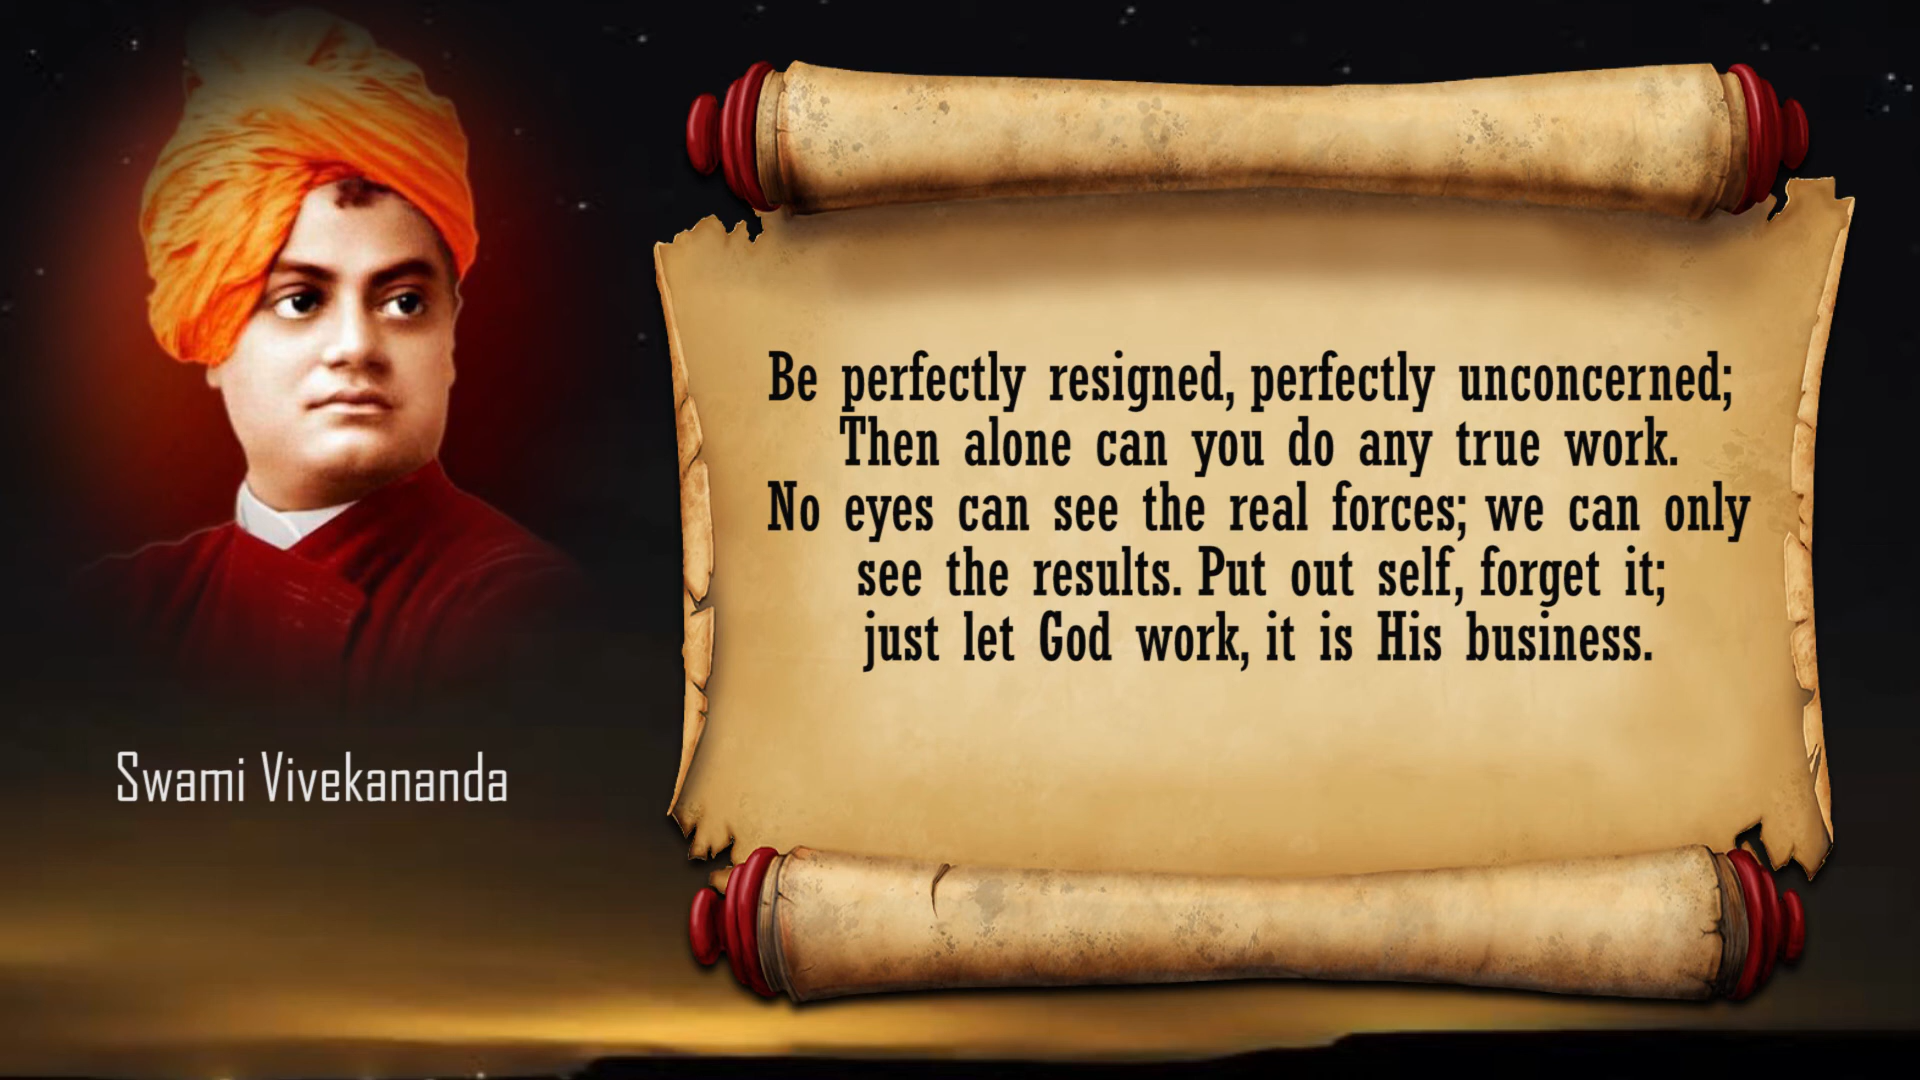 Be perfectly resigned, perfectly unconcerned;
Then alone can you do any true work.
No eyes can see the real forces; we can only
see the results. Put out self, forget it;
just let God work, it is His business.
Swami Vivekananda